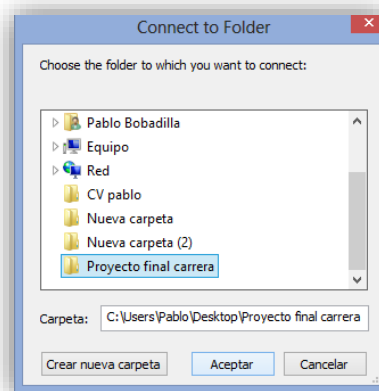 Connect to Folder
Choose the folder to which you want to connect:
Pablo Bobadilla
Equipo
Red
CV pablo
Nueva carpeta
Nueva carpeta (2)
Proyecto final carrera
Carpeta: C:\Users\Pablo\Desktop\Proyecto final carrera
Crear nueva carpeta Aceptar Cancelar